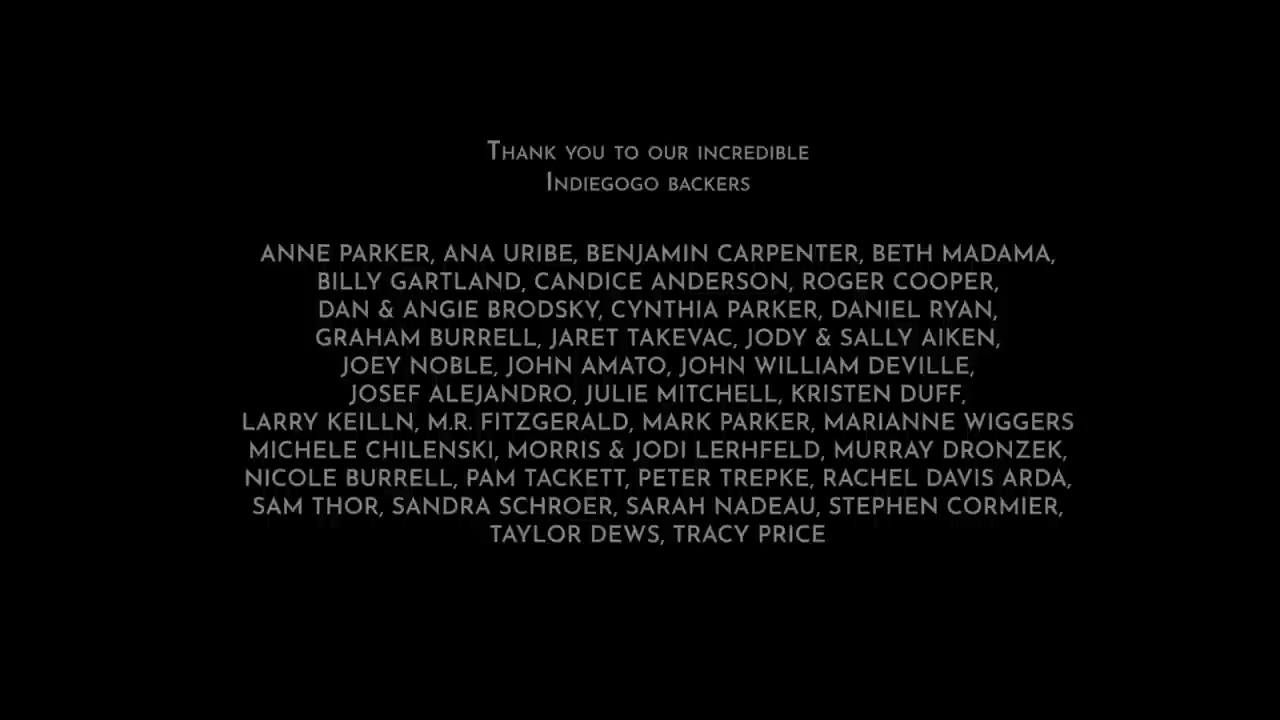 Thank you to our incredible
Indiegogo backers
ANNE PARKER, ANA URIBE, BENJAMIN CARPENTER, BETH MADAMA,
BILLY GARTLAND, CANDICE ANDERSON, ROGER COOPER,
DAN & ANGIE BRODSKY, CYNTHIA PARKER, DANIEL RYAN,
GRAHAM BURRELL, JARET TAKEVAC, JODY & SALLY AIKEN,
JOEY NOBLE, JOHN AMATO, JOHN WILLIAM DEVILLE,
JOSEF ALEJANDRO, JULIE MITCHELL, KRISTEN DUFF,
LARRY KEILLN, M.R. FITZGERALD, MARK PARKER, MARIANNE WIGGERS
MICHELE CHILENSKI, MORRIS & JODI LERHFELD, MURRAY DRONZEK,
NICOLE BURRELL, PAM TACKETT, PETER TREPKE, RACHEL DAVIS ARDA,
SAM THOR, SANDRA SCHROER, SARAH NADEAU, STEPHEN CORMIER,
TAYLOR DEWS, TRACY PRICE